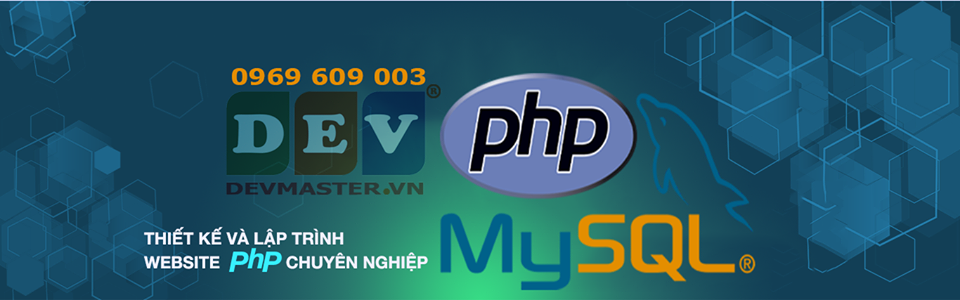 0969 609 003
DEV®
DEVMASTER.VN
THIẾT KẾ VÀ LẬP TRÌNH
WEBSITE PhP CHUYÊN NGHIỆP
php
MySQL®